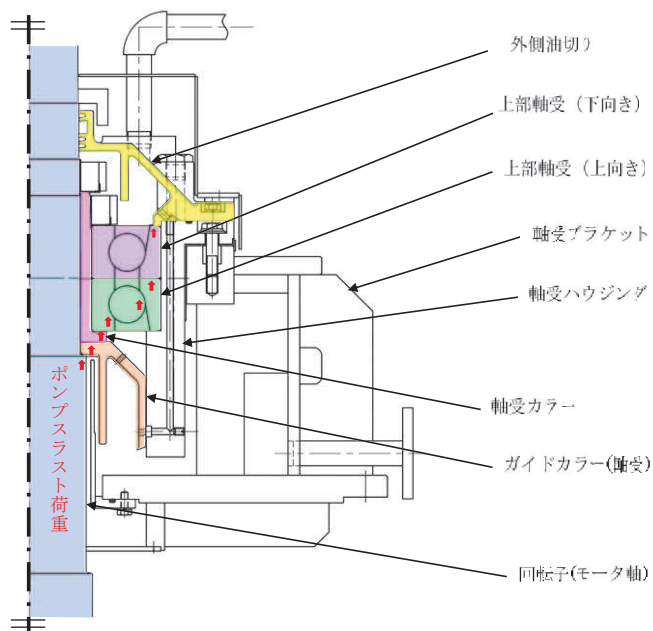 外側油切り
上部軸受（下向き）
上部軸受（上向き）
軸受ブラケット
軸受ハウジング
軸受カラー
ガイドカラー(軸受)
回転子(モータ軸)
ポンプスラスト荷重